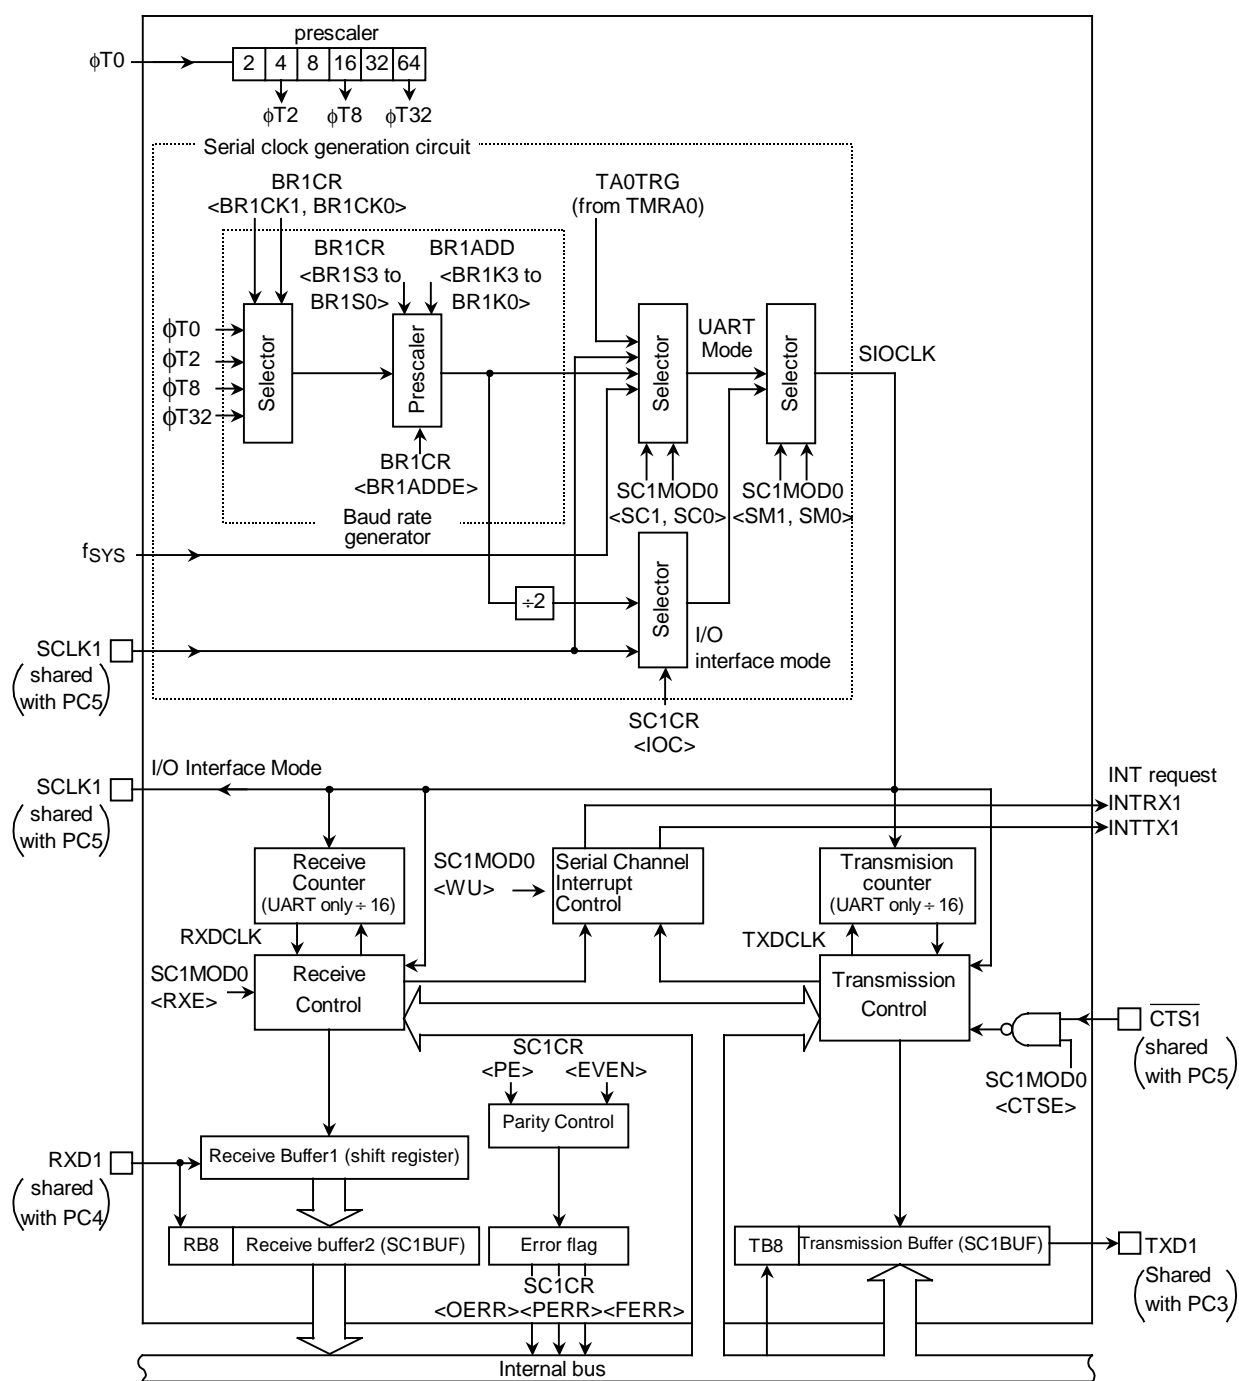 prescaler
ϕT0
2 4 8 16 32 64
ϕT2 ϕT8 ϕT32
Serial clock generation circuit
BR1CR
<BR1CK1, BR1CK0>
TA0TRG
(from TMRA0)
BR1CR
<BR1S3 to
BR1S0>
BR1ADD
<BR1K3 to
BR1K0>
ϕT0
ϕT2
ϕT8
ϕT32
Selector
Prescaler
Selector
UART
Mode
Selector
SIOCLK
BR1CR
<BR1ADDE>
SC1MOD0
<SC1, SC0>
SC1MOD0
<SM1, SM0>
Baud rate
generator
fSYS
÷2
Selector
I/O
interface mode
SCLK1
(shared
with PC5)
SC1CR
<IOC>
I/O Interface Mode
SCLK1
(shared
with PC5)
INT request
INTRX1
INTTX1
Receive
Counter
(UART only ÷ 16)
SC1MOD0
<WU>
Serial Channel
Interrupt
Control
Transmision
counter
(UART only ÷ 16)
RXDCLK
TXDCLK
SC1MOD0
<RXE>
Receive
Control
Transmission
Control
CTS1
(shared
with PC5)
SC1MOD0
<CTSE>
SC1CR
<PE> <EVEN>
Parity Control
RXD1
(shared
with PC4)
Receive Buffer1 (shift register)
RB8
Receive buffer2 (SC1BUF)
Error flag
TB8
Transmission Buffer (SC1BUF)
TXD1
(Shared
with PC3)
SC1CR
<OERR><PERR><FERR>
Internal bus